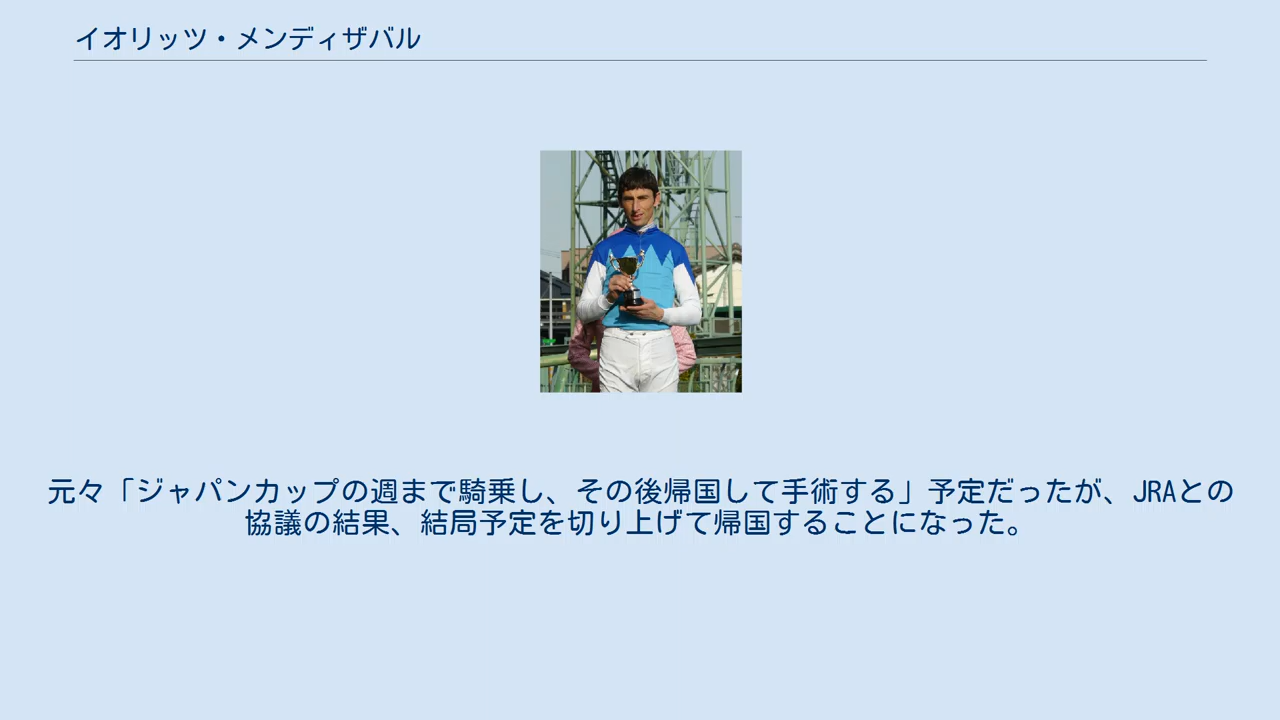 イオリッツ・メンディザバル
元々「ジャパンカップの週まで騎乗し、その後帰国して手術する」予定だったが、JRAとの
協議の結果、結局予定を切り上げて帰国することになった。